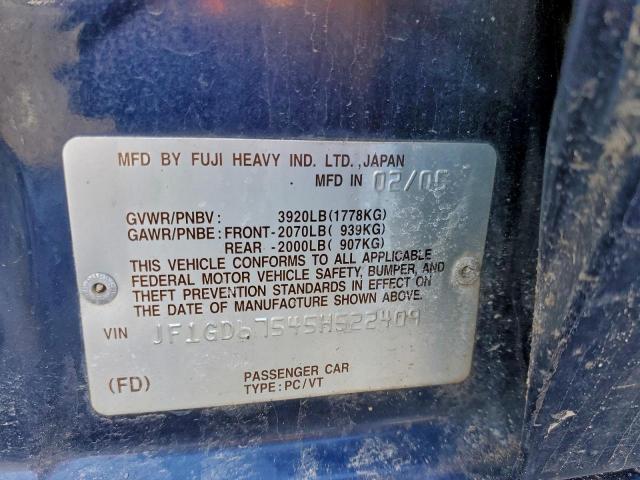 MFD BY FUJI HEAVY IND. LTD.,JAPAN
MFD IN 02/05
GVWR/PNBV : 3920LB(1778KG)
GAWR/PNBE: FRONT-2070LB( 939KG)
REAR -2000LB( 907KG)
THIS VEHICLE CONFORMS TO ALL APPLICABLE
FEDERAL MOTOR VEHICLE SAFETY, BUMPER, AND
THEFT PREVENTION STANDARDS IN EFFECT ON
THE DATE OF MANUFACTURE SHOWN ABOVE.
VIN JF1GD67545H522409
(FD) PASSENGER CAR
TYPE:PC/VT